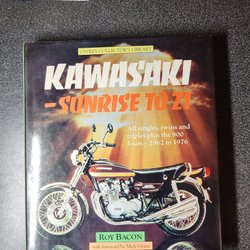 OSPREY COLLECTOR'S LIBRARY
KAWASAKI
– SUNRISE TO Z1
All singles, twins and
triples plus the 900
fours – 1962 to 1976
ROY BACON
with foreword by Mick Grant